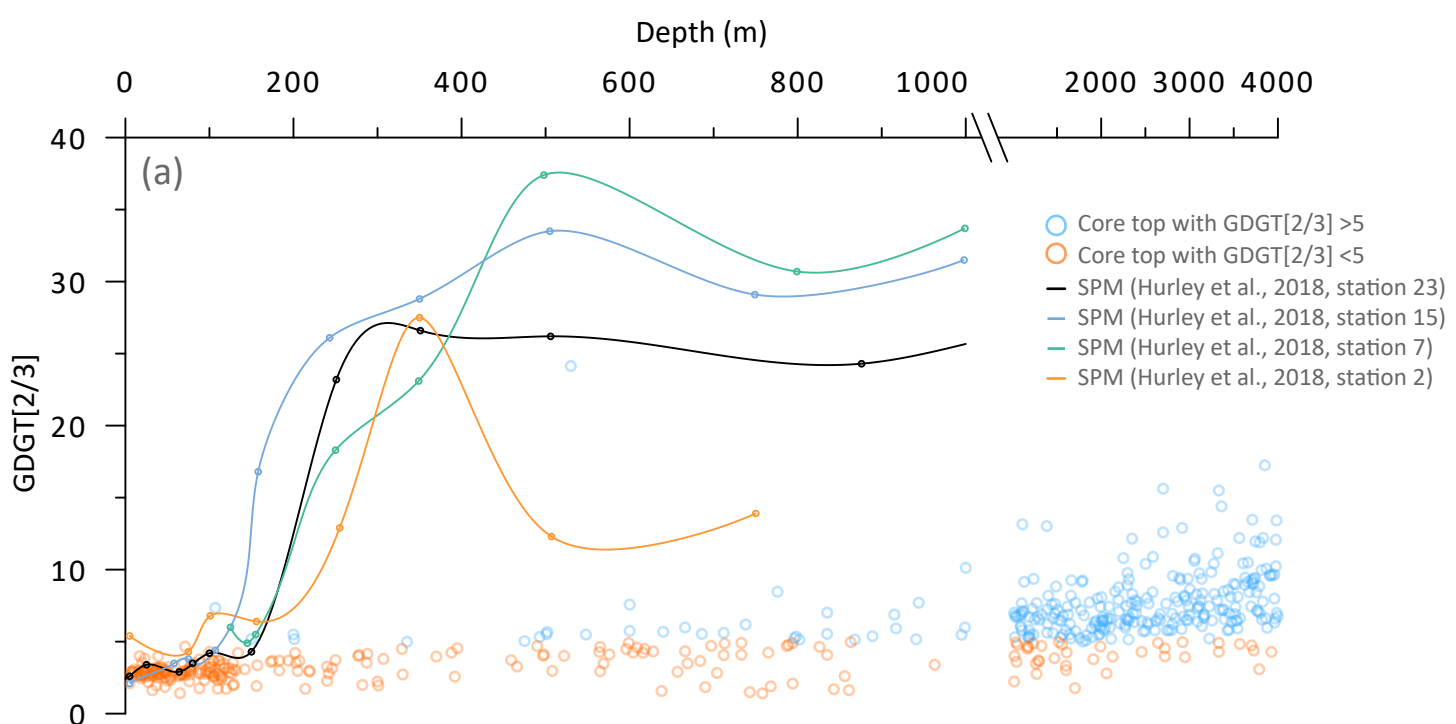 Depth (m)
0 200 400 600 800 1000 2000 3000 4000
40
(a)
30
20
10
0
GDGT[2/3]
Core top with GDGT[2/3] >5
Core top with GDGT[2/3] <5
SPM (Hurley et al., 2018, station 23)
SPM (Hurley et al., 2018, station 15)
SPM (Hurley et al., 2018, station 7)
SPM (Hurley et al., 2018, station 2)